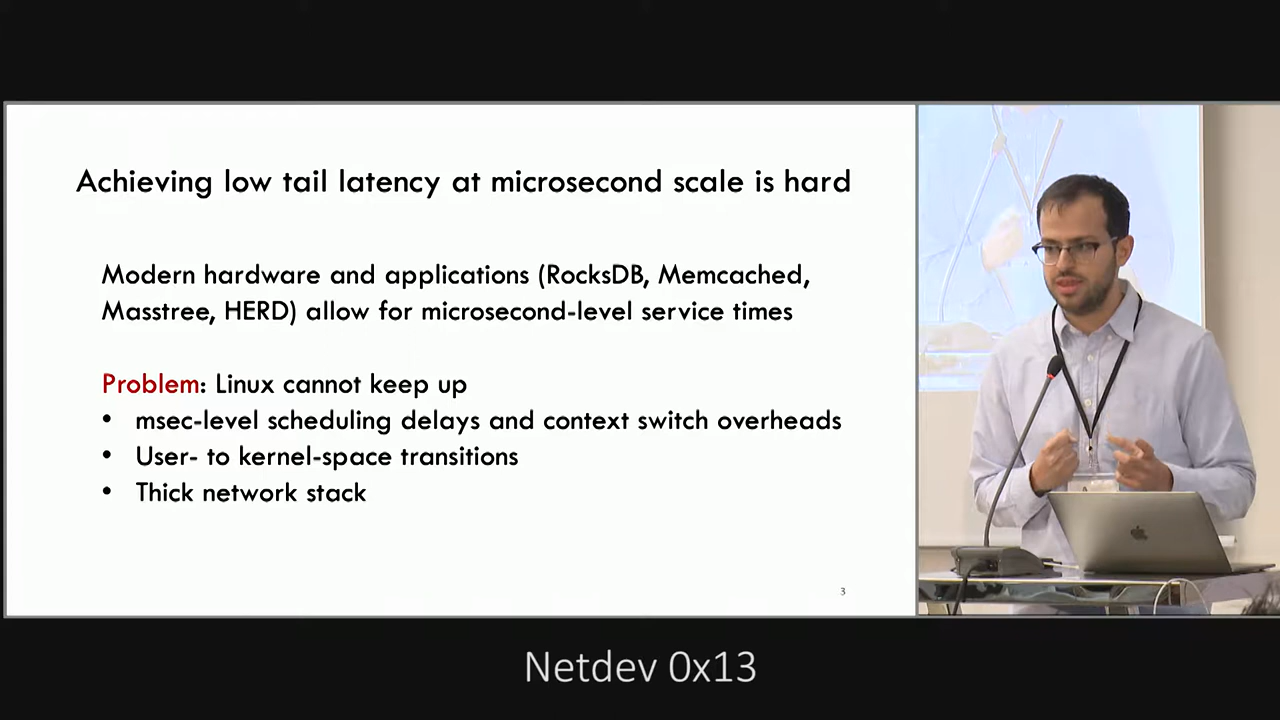 Achieving low tail latency at microsecond scale is hard
Modern hardware and applications (RocksDB, Memcached,
Masstree, HERD) allow for microsecond-level service times
Problem: Linux cannot keep up
• msec-level scheduling delays and context switch overheads
• User- to kernel-space transitions
• Thick network stack
3
Netdev 0x13